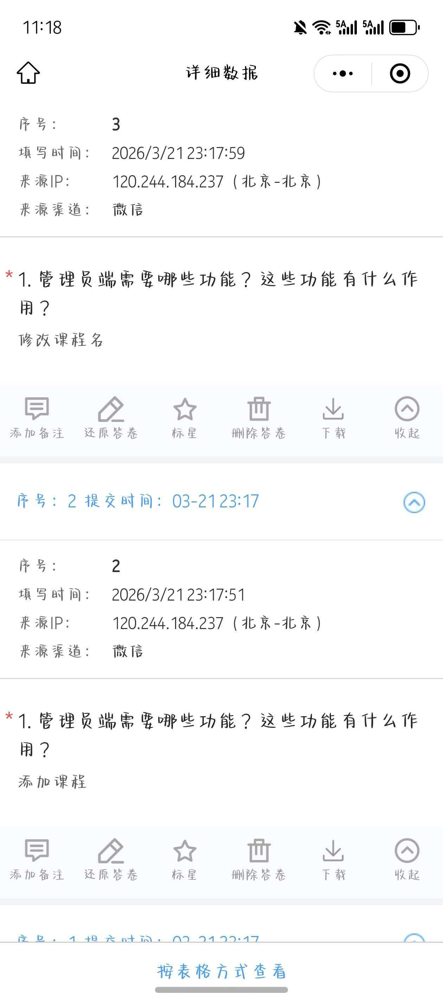 11:18
5A 5A
详细数据
序号： 3
填写时间： 2026/3/21 23:17:59
来源IP： 120.244.184.237（北京-北京）
来源渠道： 微信
* 1. 管理员端需要哪些功能？这些功能有什么作
用？
修改课程名
添加备注 还原答卷 标星 删除答卷 下载 收起
序号：2 提交时间：03-21 23:17
序号： 2
填写时间： 2026/3/21 23:17:51
来源IP： 120.244.184.237（北京-北京）
来源渠道： 微信
* 1. 管理员端需要哪些功能？这些功能有什么作
用？
添加课程
添加备注 还原答卷 标星 删除答卷 下载 收起
序号：1 提交时间：03-21 23:17
按表格方式查看